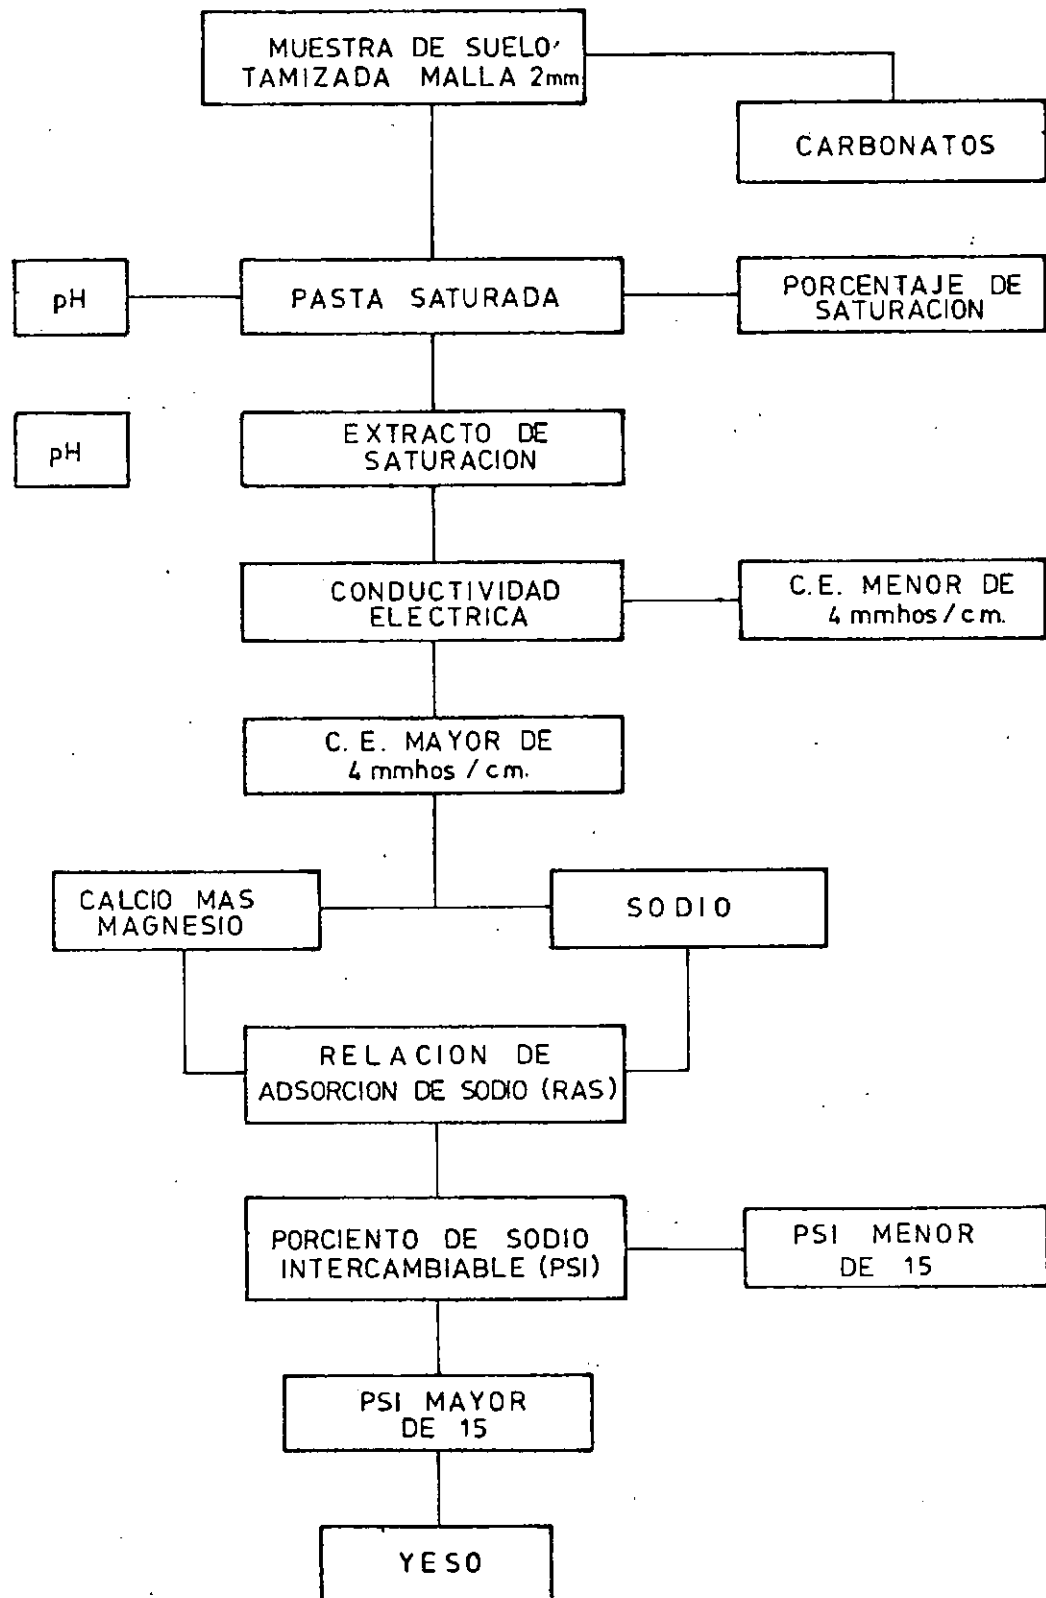 MUESTRA DE SUELO
TAMIZADA MALLA 2mm
CARBONATOS
pH
PASTA SATURADA
PORCENTAJE DE
SATURACION
pH
EXTRACTO DE
SATURACION
CONDUCTIVIDAD
ELECTRICA
C.E. MENOR DE
4 mmhos/cm.
C.E. MAYOR DE
4 mmhos/cm.
CALCIO MAS
MAGNESIO
SODIO
RELACION DE
ADSORCION DE SODIO (RAS)
PORCIENTO DE SODIO
INTERCAMBIABLE (PSI)
PSI MENOR
DE 15
PSI MAYOR
DE 15
YESO